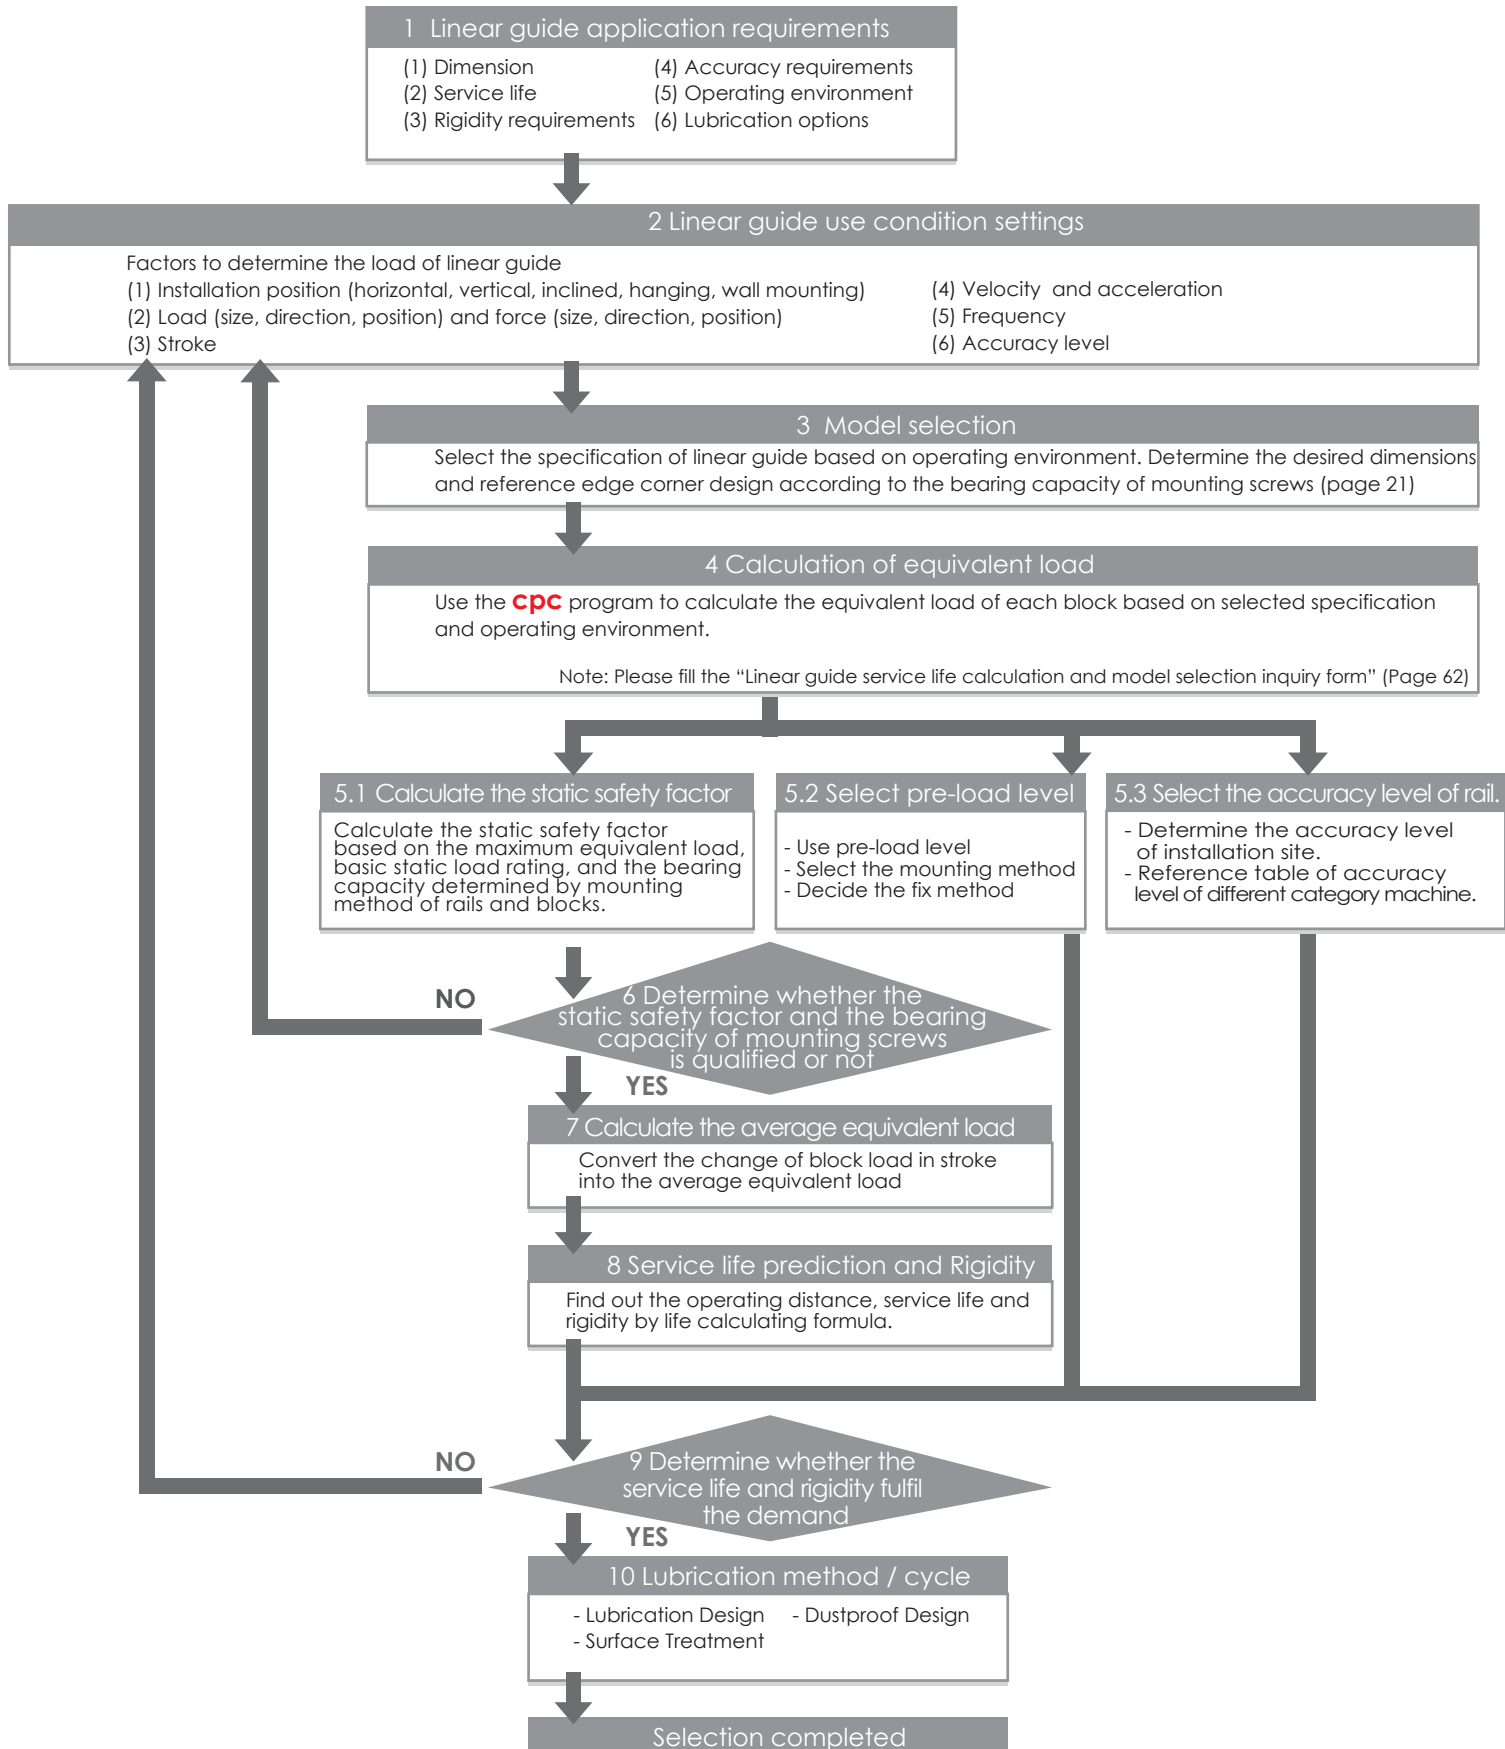 1 Linear guide application requirements
(1) Dimension
(2) Service life
(3) Rigidity requirements
(4) Accuracy requirements
(5) Operating environment
(6) Lubrication options
2 Linear guide use condition settings
Factors to determine the load of linear guide
(1) Installation position (horizontal, vertical, inclined, hanging, wall mounting)
(2) Load (size, direction, position) and force (size, direction, position)
(3) Stroke
(4) Velocity and acceleration
(5) Frequency
(6) Accuracy level
3 Model selection
Select the specification of linear guide based on operating environment. Determine the desired dimensions
and reference edge corner design according to the bearing capacity of mounting screws (page 21)
4 Calculation of equivalent load
Use the cpc program to calculate the equivalent load of each block based on selected specification
and operating environment.
Note: Please fill the “Linear guide service life calculation and model selection inquiry form” (Page 62)
5.1 Calculate the static safety factor
Calculate the static safety factor
based on the maximum equivalent load,
basic static load rating, and the bearing
capacity determined by mounting
method of rails and blocks.
5.2 Select pre-load level
- Use pre-load level
- Select the mounting method
- Decide the fix method
5.3 Select the accuracy level of rail.
- Determine the accuracy level
of installation site.
- Reference table of accuracy
level of different category machine.
NO
6 Determine whether the
static safety factor and the bearing
capacity of mounting screws
is qualified or not
YES
7 Calculate the average equivalent load
Convert the change of block load in stroke
into the average equivalent load
8 Service life prediction and Rigidity
Find out the operating distance, service life and
rigidity by life calculating formula.
NO
9 Determine whether the
service life and rigidity fulfil
the demand
YES
10 Lubrication method / cycle
- Lubrication Design
- Dustproof Design
- Surface Treatment
Selection completed